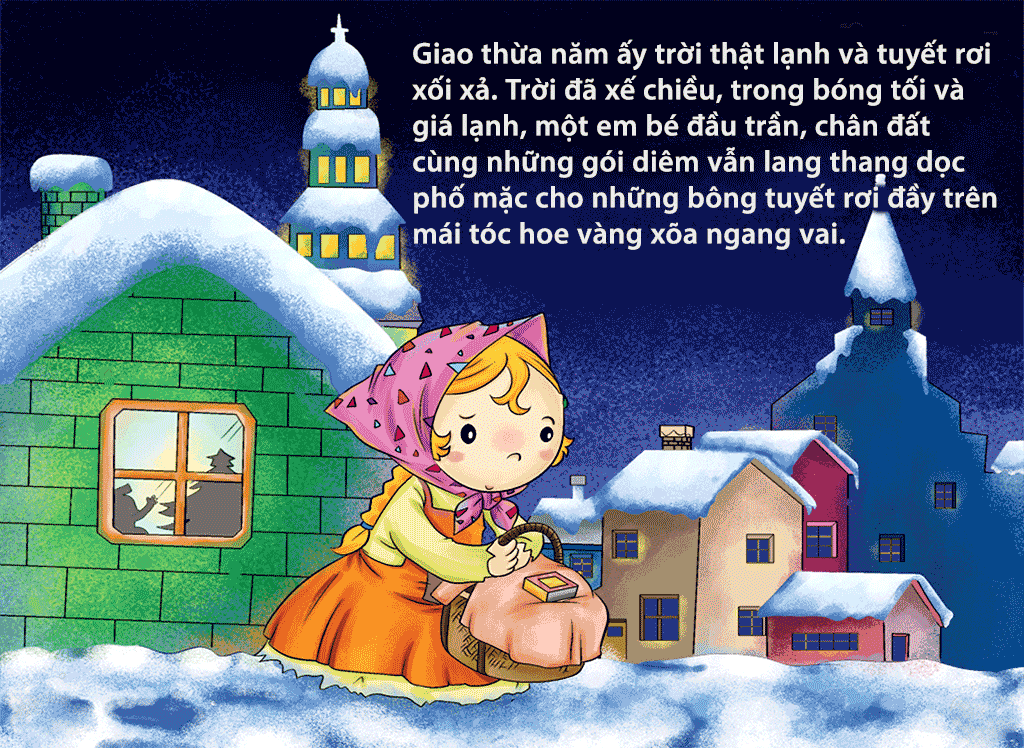 Giao thừa năm ấy trời thật lạnh và tuyết rơi
xối xả. Trời đã xế chiều, trong bóng tối và
giá lạnh, một em bé đầu trần, chân đất
cùng những gói diêm vẫn lang thang dọc
phố mặc cho những bông tuyết rơi đầy trên
mái tóc hoe vàng xõa ngang vai.